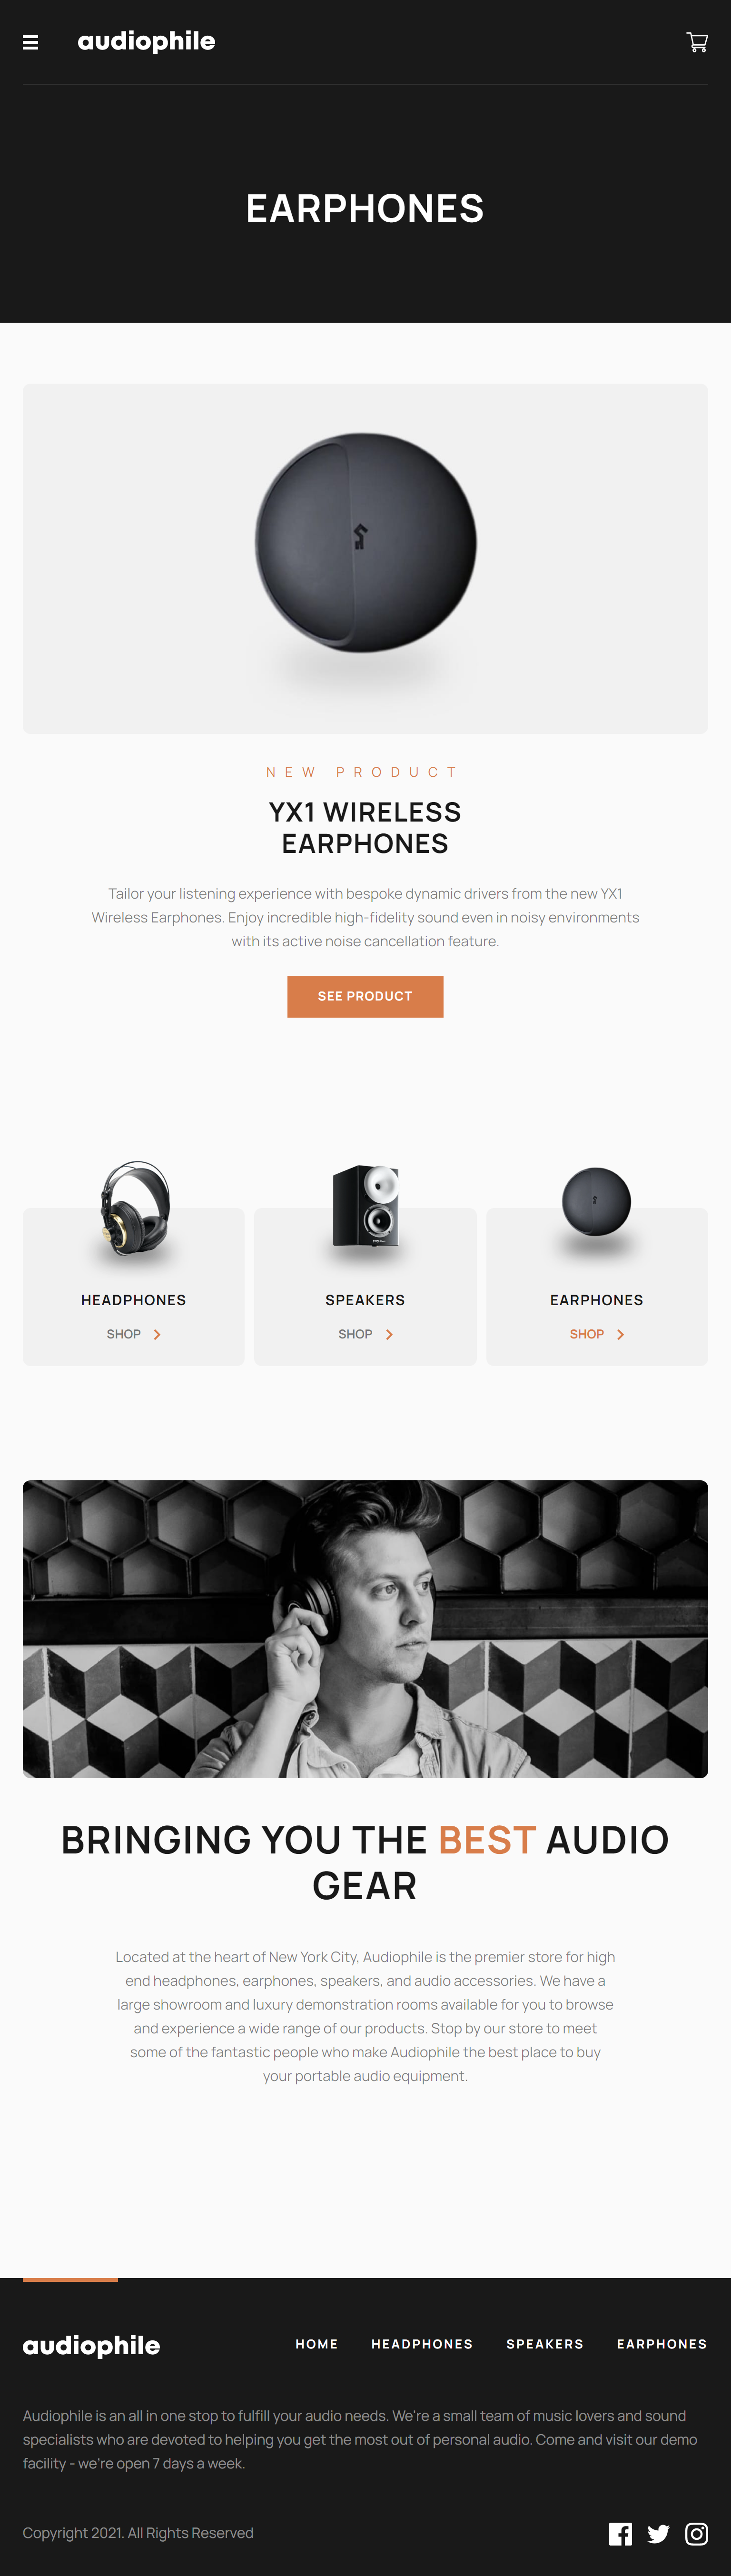 audiophile
EARPHONES
NEW PRODUCT
YX1 WIRELESS
EARPHONES
Tailor your listening experience with bespoke dynamic drivers from the new YX1
Wireless Earphones. Enjoy incredible high-fidelity sound even in noisy environments
with its active noise cancellation feature.
SEE PRODUCT
HEADPHONES
SHOP
SPEAKERS
SHOP
EARPHONES
SHOP
BRINGING YOU THE BEST AUDIO
GEAR
Located at the heart of New York City, Audiophile is the premier store for high
end headphones, earphones, speakers, and audio accessories. We have a
large showroom and luxury demonstration rooms available for you to browse
and experience a wide range of our products. Stop by our store to meet
some of the fantastic people who make Audiophile the best place to buy
your portable audio equipment.
audiophile
HOME HEADPHONES SPEAKERS EARPHONES
Audiophile is an all in one stop to fulfill your audio needs. We're a small team of music lovers and sound
specialists who are devoted to helping you get the most out of personal audio. Come and visit our demo
facility - we're open 7 days a week.
Copyright 2021. All Rights Reserved